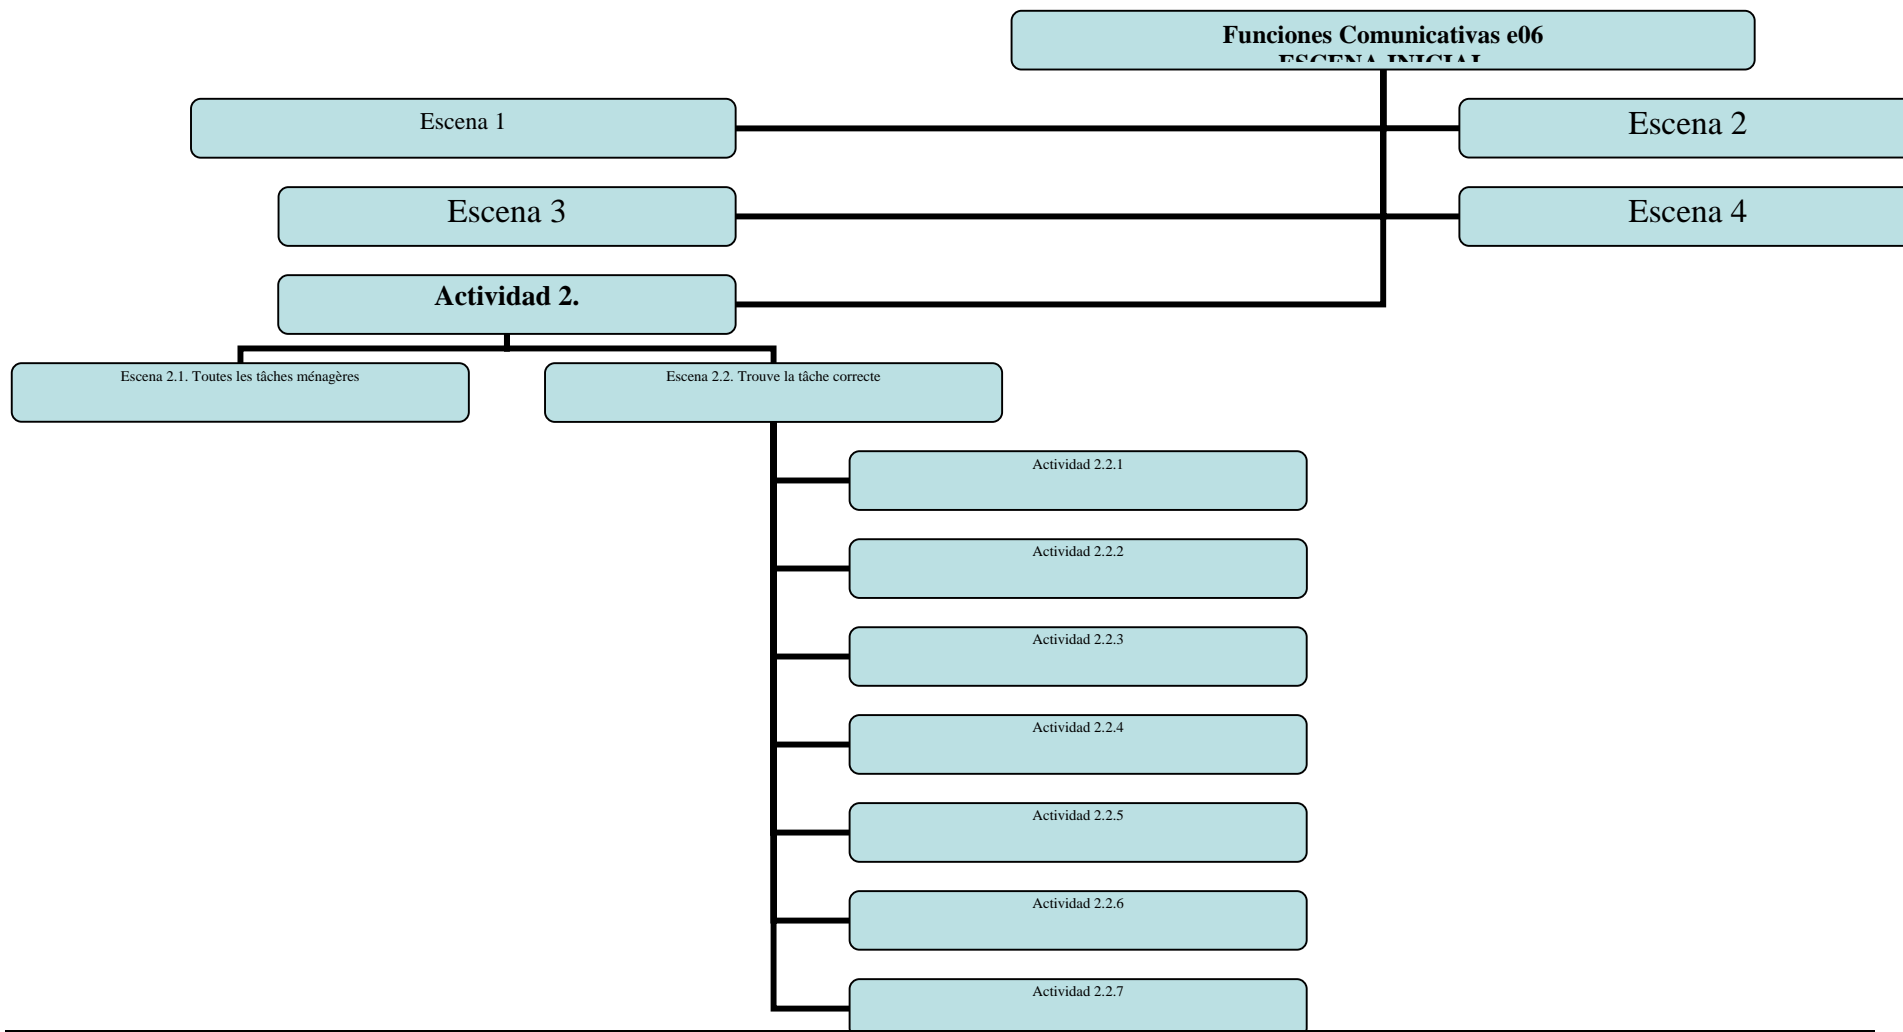 Funciones Comunicativas e06
ESCENA INICIAL
Escena 1
Escena 2
Escena 3
Escena 4
Actividad 2.
Escena 2.1. Toutes les tâches ménagères
Escena 2.2. Trouve la tâche correcte
Actividad 2.2.1
Actividad 2.2.2
Actividad 2.2.3
Actividad 2.2.4
Actividad 2.2.5
Actividad 2.2.6
Actividad 2.2.7